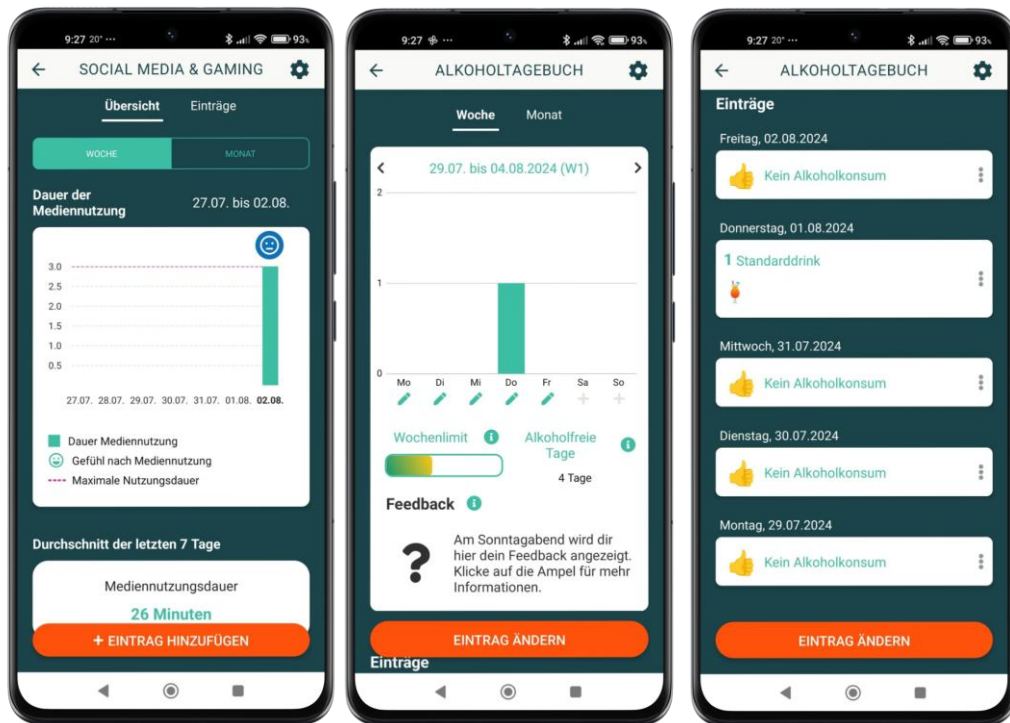 9:27 20° ··· 93%
SOCIAL MEDIA & GAMING
Übersicht Einträge
WOCHE MONAT
Dauer der
Mediennutzung 27.07. bis 02.08.
3.0
2.5
2.0
1.5
1.0
0.5
27.07. 28.07. 29.07. 30.07. 31.07. 01.08. 02.08.
Dauer Mediennutzung
Gefühl nach Mediennutzung
Maximale Nutzungsdauer
Durchschnitt der letzten 7 Tage
Mediennutzungsdauer
26 Minuten
+ EINTRAG HINZUFÜGEN
9:27 ··· 93%
ALKOHOLTAGEBUCH
Woche Monat
29.07. bis 04.08.2024 (W1)
2
1
0
Mo Di Mi Do Fr Sa So
Wochenlimit Alkoholfreie
Tage
4 Tage
Feedback
? Am Sonntagabend wird dir
hier dein Feedback angezeigt.
Klicke auf die Ampel für mehr
Informationen.
EINTRAG ÄNDERN
Einträge
9:27 20° ··· 93%
ALKOHOLTAGEBUCH
Einträge
Freitag, 02.08.2024
Kein Alkoholkonsum
Donnerstag, 01.08.2024
1 Standarddrink
Mittwoch, 31.07.2024
Kein Alkoholkonsum
Dienstag, 30.07.2024
Kein Alkoholkonsum
Montag, 29.07.2024
Kein Alkoholkonsum
EINTRAG ÄNDERN